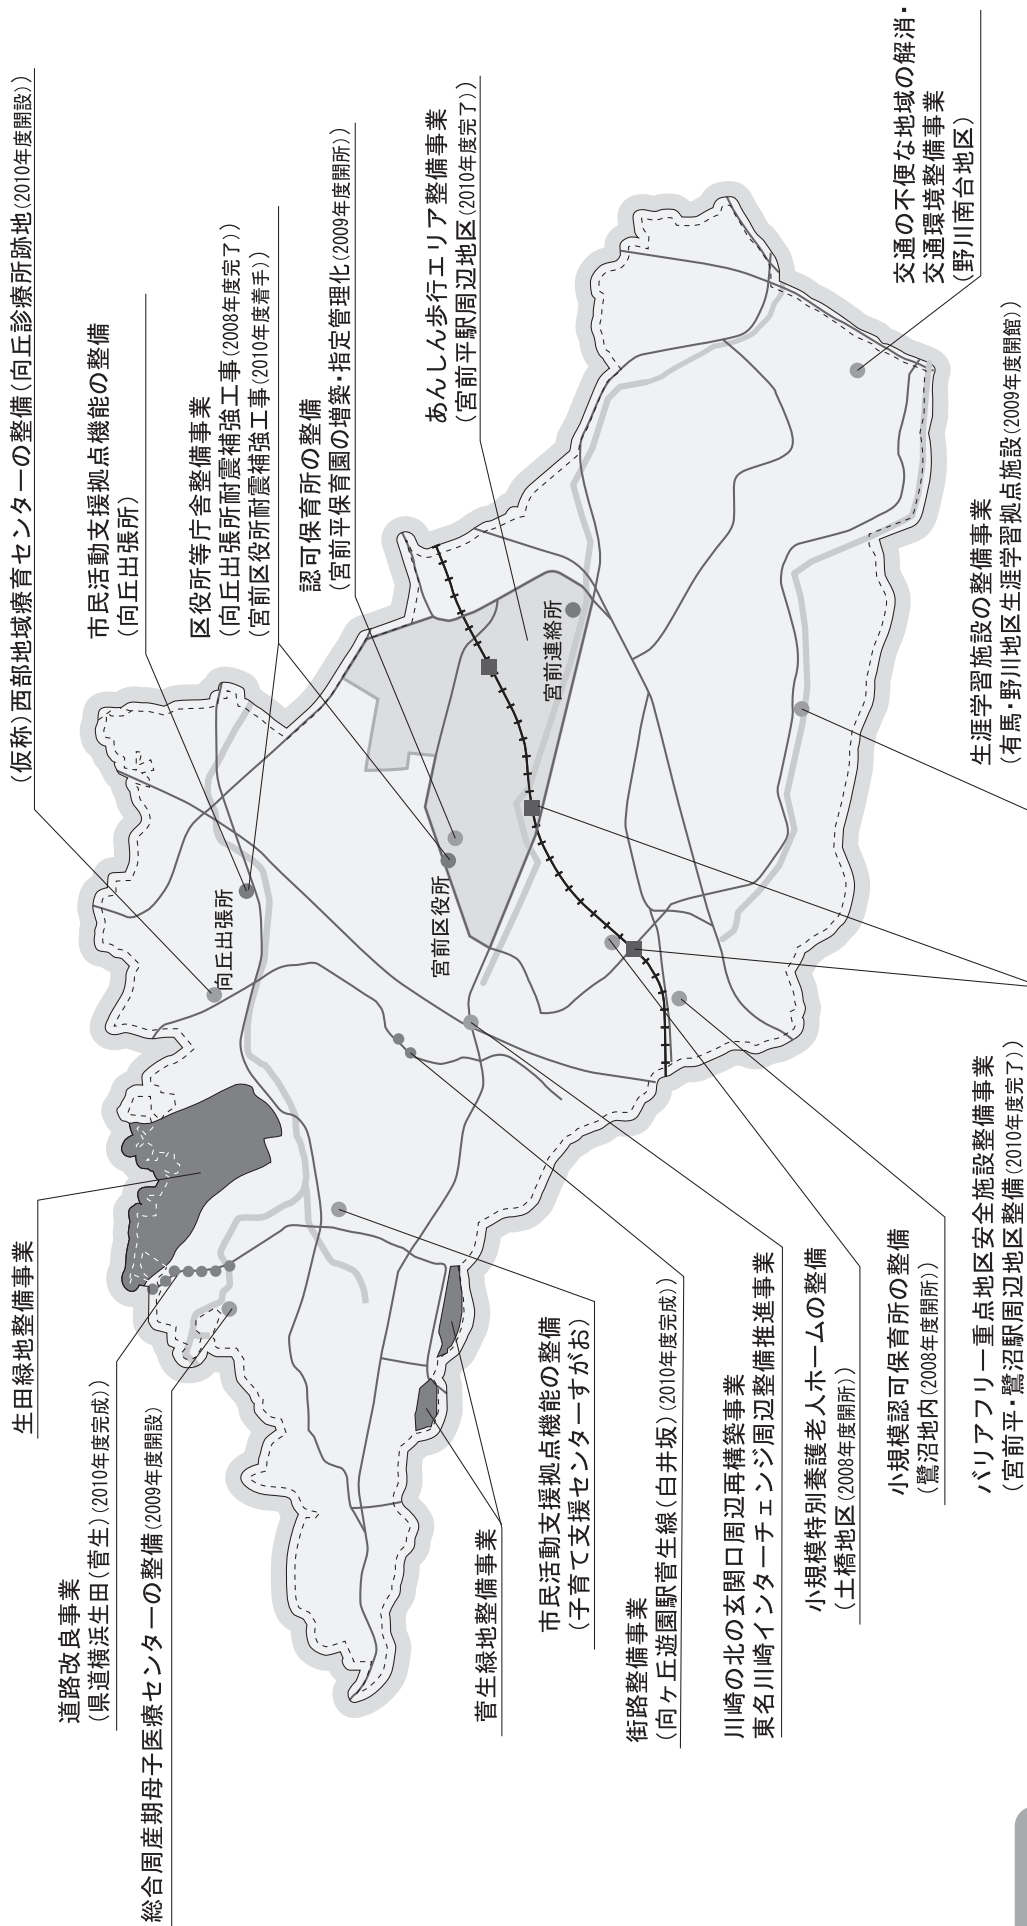 生田緑地整備事業
道路改良事業
(県道横浜生田(菅生)(2010年度完成))
総合周産期母子医療センターの整備(2009年度開設)
(仮称)西部地域療育センターの整備(向丘診療所跡地(2010年度開設))
市民活動支援拠点機能の整備
(向丘出張所)
区役所等庁舎整備事業
(向丘出張所耐震補強工事(2008年度完了))
(宮前区役所耐震補強工事(2010年度着手))
認可保育所の整備
(宮前平保育園の増築・指定管理化(2009年度開所))
あんしん歩行エリア整備事業
(宮前平駅周辺地区(2010年度完了))
交通の不便な地域の解消・
交通環境整備事業
(野川南台地区)
向丘出張所
宮前区役所
宮前連絡所
菅生緑地整備事業
市民活動支援拠点機能の整備
(子育て支援センターすがお)
街路整備事業
(向ヶ丘遊園駅菅生線(白井坂)(2010年度完成))
川崎の北の玄関口周辺再構築事業
東名川崎インターチェンジ周辺整備推進事業
小規模特別養護老人ホームの整備
(土橋地区(2008年度開所))
小規模認可保育所の整備
(鷺沼地内(2008年度開所))
バリアフリー重点地区安全施設整備事業
(宮前平・鷺沼駅周辺地区整備(2010年度完了))
生涯学習施設の整備事業
(有馬・野川地区生涯学習拠点施設(2009年度開館))